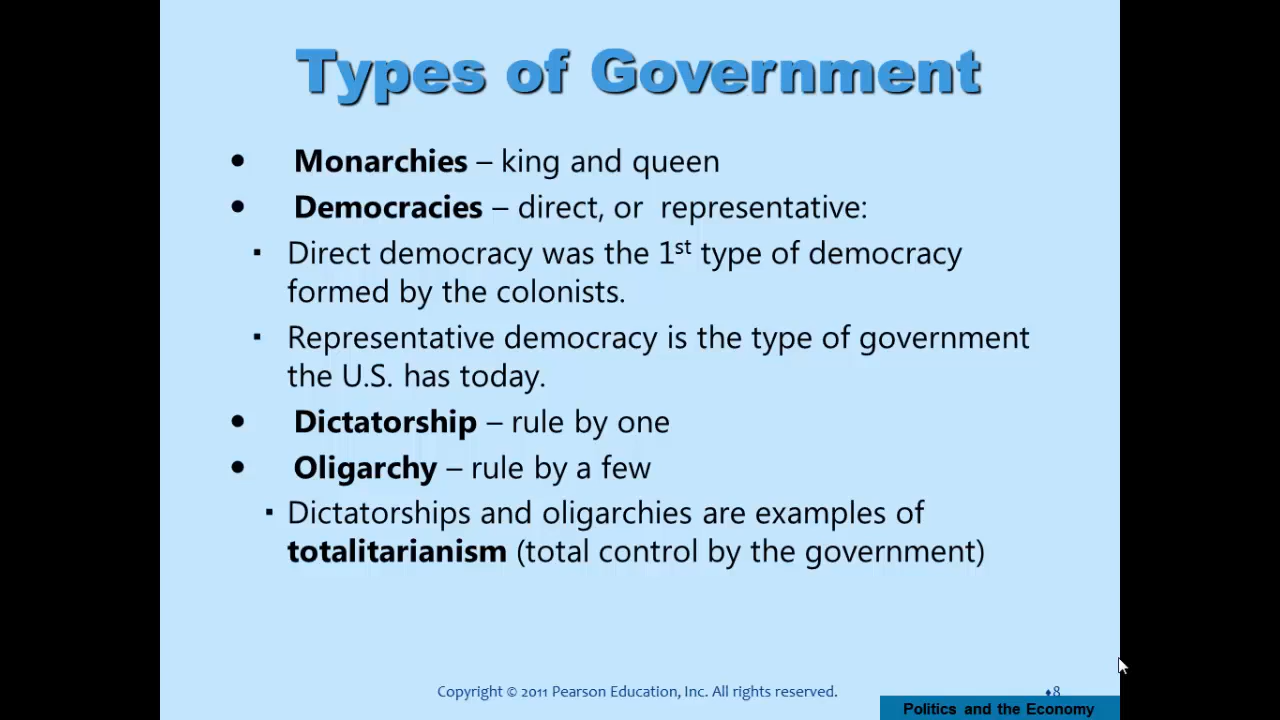 Types of Government
• Monarchies – king and queen
• Democracies – direct, or representative:
▪ Direct democracy was the 1st type of democracy
formed by the colonists.
▪ Representative democracy is the type of government
the U.S. has today.
• Dictatorship – rule by one
• Oligarchy – rule by a few
▪ Dictatorships and oligarchies are examples of
totalitarianism (total control by the government)
Copyright © 2011 Pearson Education, Inc. All rights reserved.
♦8
Politics and the Economy